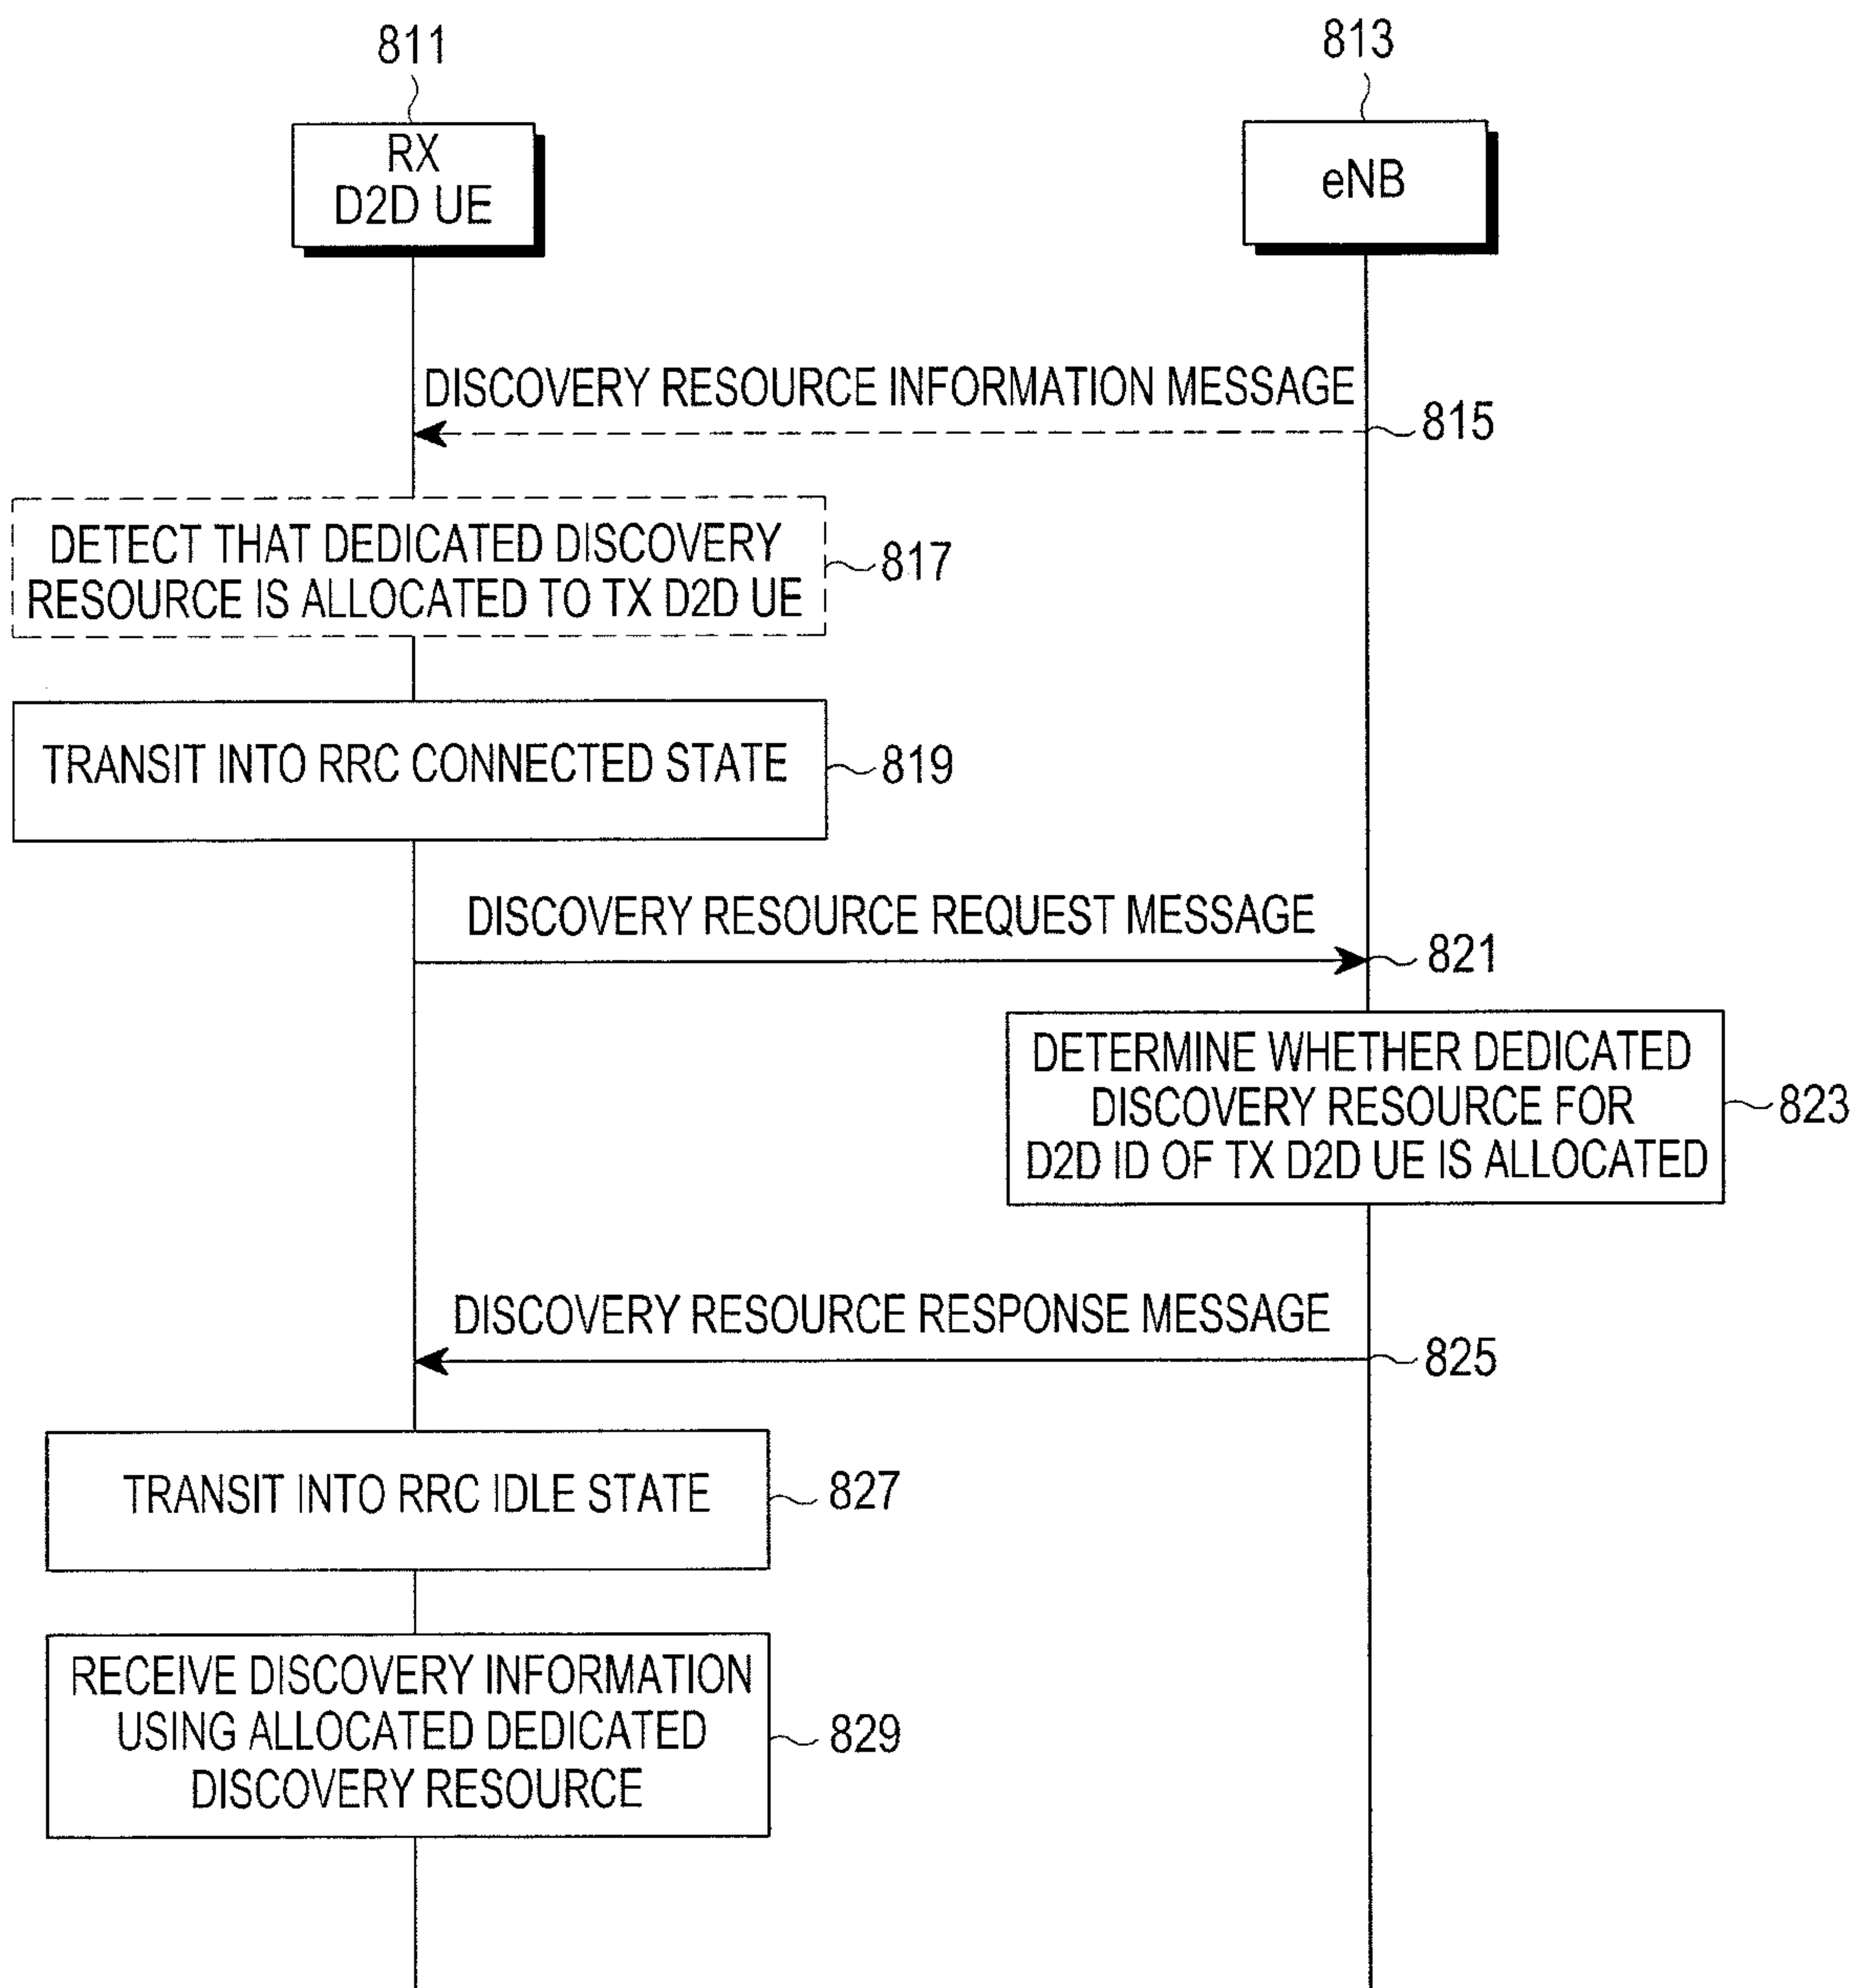 811
813
RX
D2D UE
eNB
DISCOVERY RESOURCE INFORMATION MESSAGE
815
DETECT THAT DEDICATED DISCOVERY
RESOURCE IS ALLOCATED TO TX D2D UE
817
TRANSIT INTO RRC CONNECTED STATE
819
DISCOVERY RESOURCE REQUEST MESSAGE
821
DETERMINE WHETHER DEDICATED
DISCOVERY RESOURCE FOR
D2D ID OF TX D2D UE IS ALLOCATED
823
DISCOVERY RESOURCE RESPONSE MESSAGE
825
TRANSIT INTO RRC IDLE STATE
827
RECEIVE DISCOVERY INFORMATION
USING ALLOCATED DEDICATED
DISCOVERY RESOURCE
829